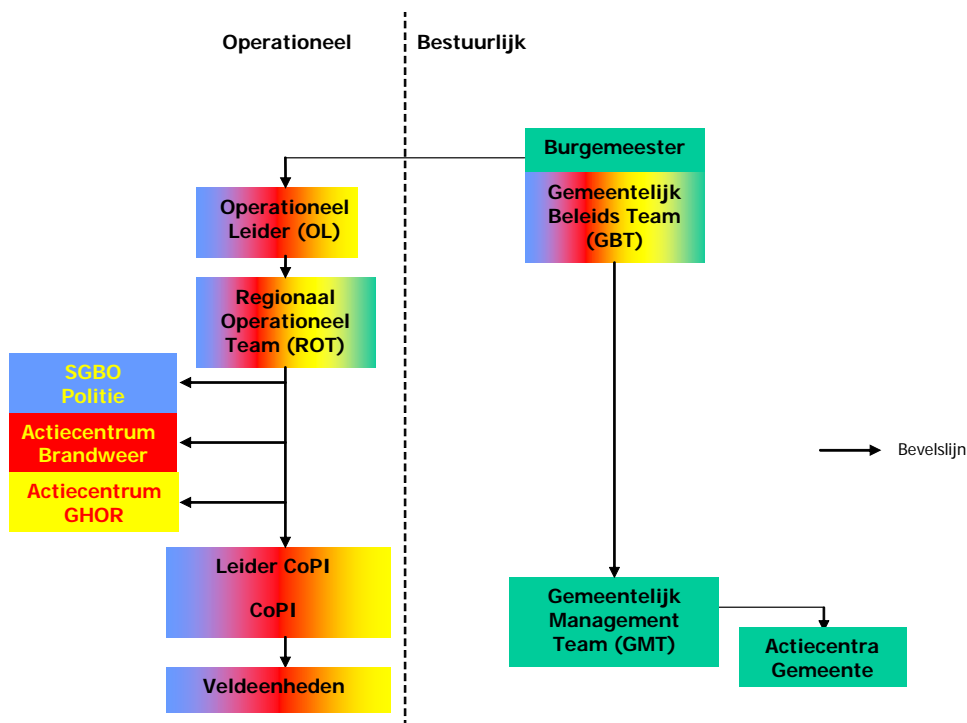 Operationeel
Bestuurlijk
Burgemeester
Gemeentelijk
Beleids Team
(GBT)
Operationeel
Leider (OL)
Regionaal
Operationeel
Team (ROT)
SGBO
Politie
Actiecentrum
Brandweer
Actiecentrum
GHOR
Bevelslijn
Leider CoPI
CoPI
Veldeenheden
Gemeentelijk
Management
Team (GMT)
Actiecentra
Gemeente